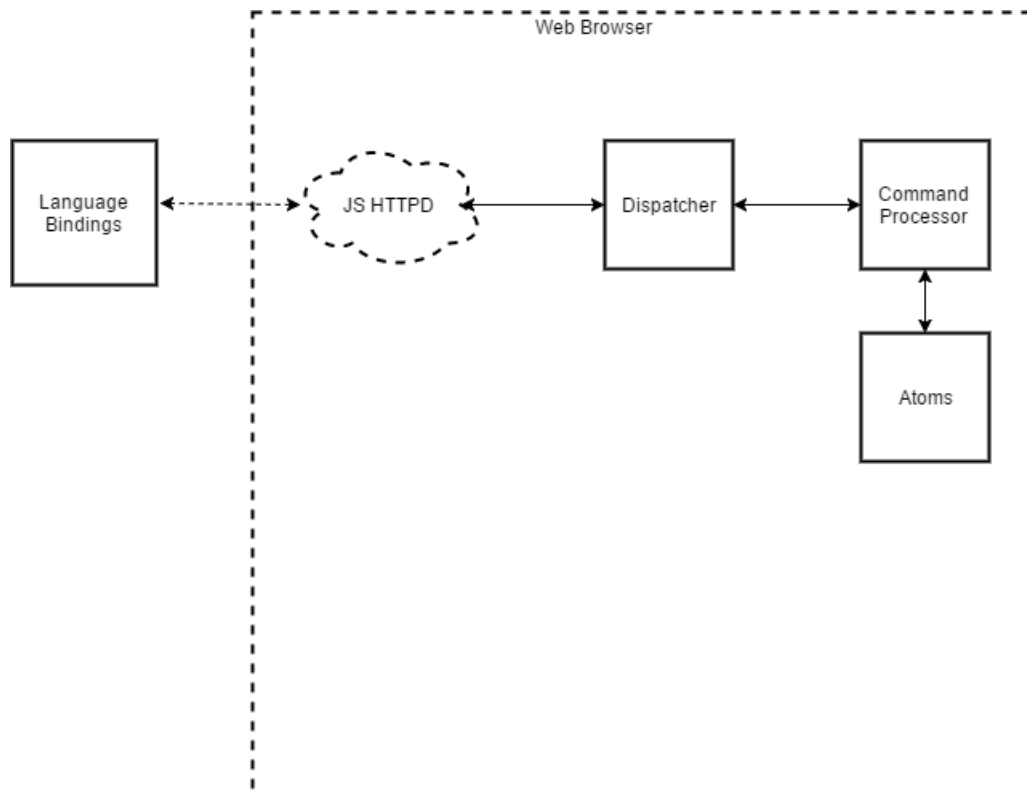 Web Browser
Language
Bindings
JS HTTPD
Dispatcher
Command
Processor
Atoms